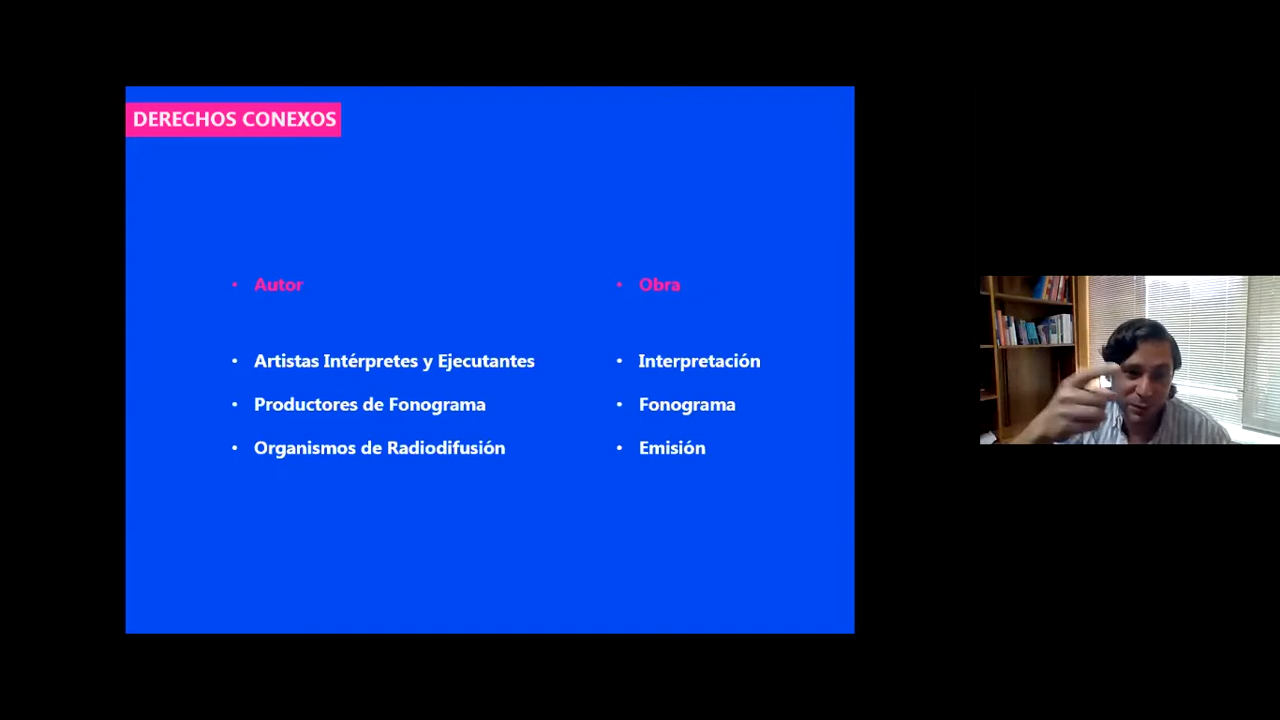 DERECHOS CONEXOS
• Autor
• Obra
• Artistas Intérpretes y Ejecutantes
• Interpretación
• Productores de Fonograma
• Fonograma
• Organismos de Radiodifusión
• Emisión